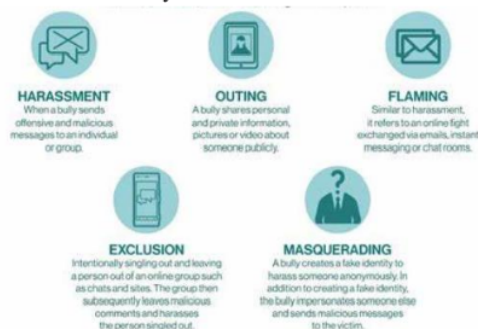 HARASSMENT
When a bully sends
offensive and malicious
messages to an individual
or group.
OUTING
A bully shares personal
and private information,
pictures or video about
someone publicly.
FLAMING
Similar to harassment,
it refers to an online fight
exchanged via emails, instant
messaging or chat rooms.
EXCLUSION
Intentionally singling out and leaving
a person out of an online group such
as chats and sites. The group then
subsequently leaves malicious
comments and harasses
the person singled out.
MASQUERADING
A bully creates a fake identity to
harass someone anonymously. In
addition to creating a fake identity,
the bully impersonates someone else
and sends malicious messages
to the victim.